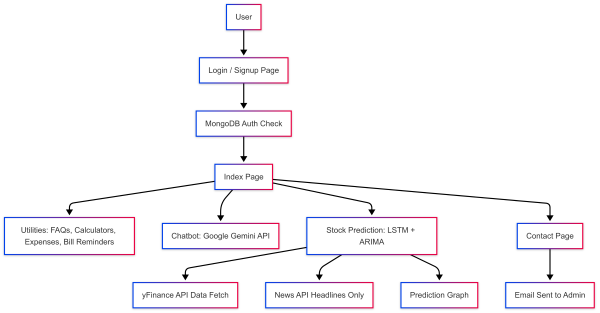 User
Login / Signup Page
MongoDB Auth Check
Index Page
Utilities: FAQs, Calculators,
Expenses, Bill Reminders
Chatbot: Google Gemini API
Stock Prediction: LSTM +
ARIMA
Contact Page
yFinance API Data Fetch
News API Headlines Only
Prediction Graph
Email Sent to Admin